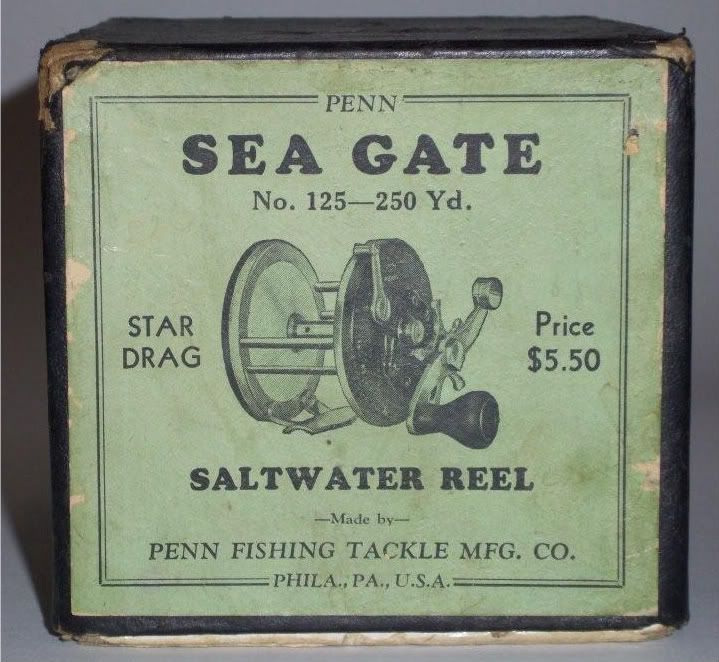 PENN
SEA GATE
No. 125—250 Yd.
STAR
DRAG
Price
$5.50
SALTWATER REEL
—Made by—
PENN FISHING TACKLE MFG. CO.
PHILA., PA., U.S.A.